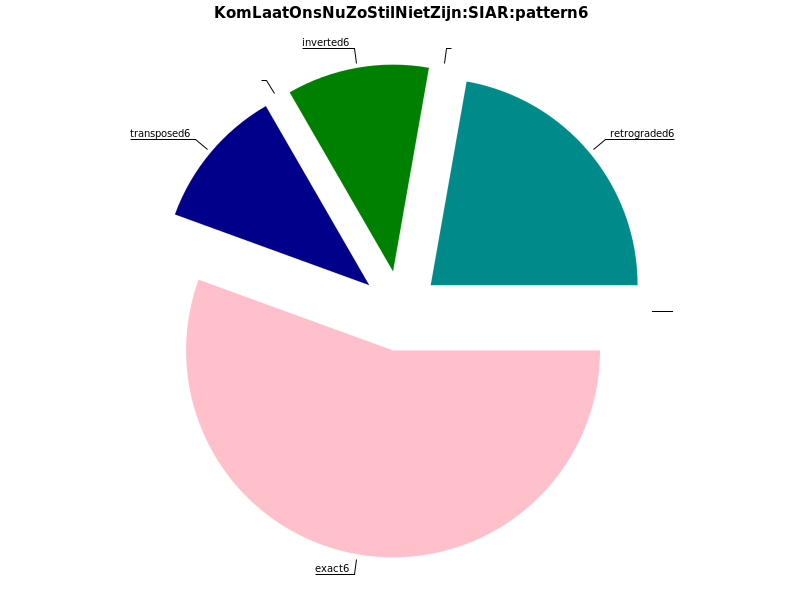 KomLaatOnsNuZoStilNietZijn:SIAR:pattern6
inverted6
transposed6
retrograded6
exact6